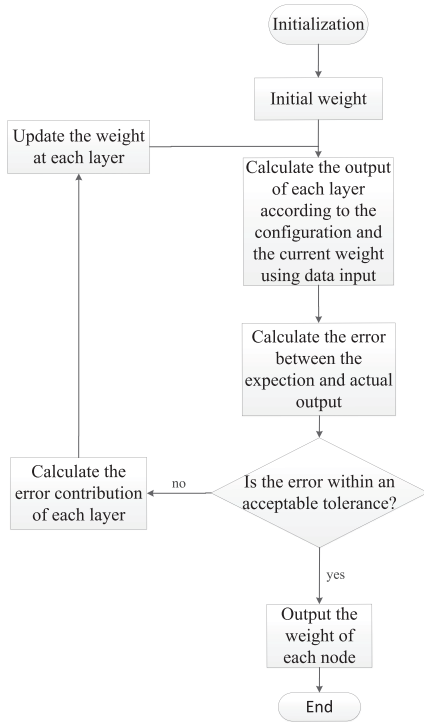 Initialization
Initial weight
Update the weight
at each layer
Calculate the output
of each layer
according to the
configuration and
the current weight
using data input
Calculate the error
between the
expection and actual
output
Is the error within an
acceptable tolerance?
no
Calculate the
error contribution
of each layer
yes
Output the
weight of
each node
End